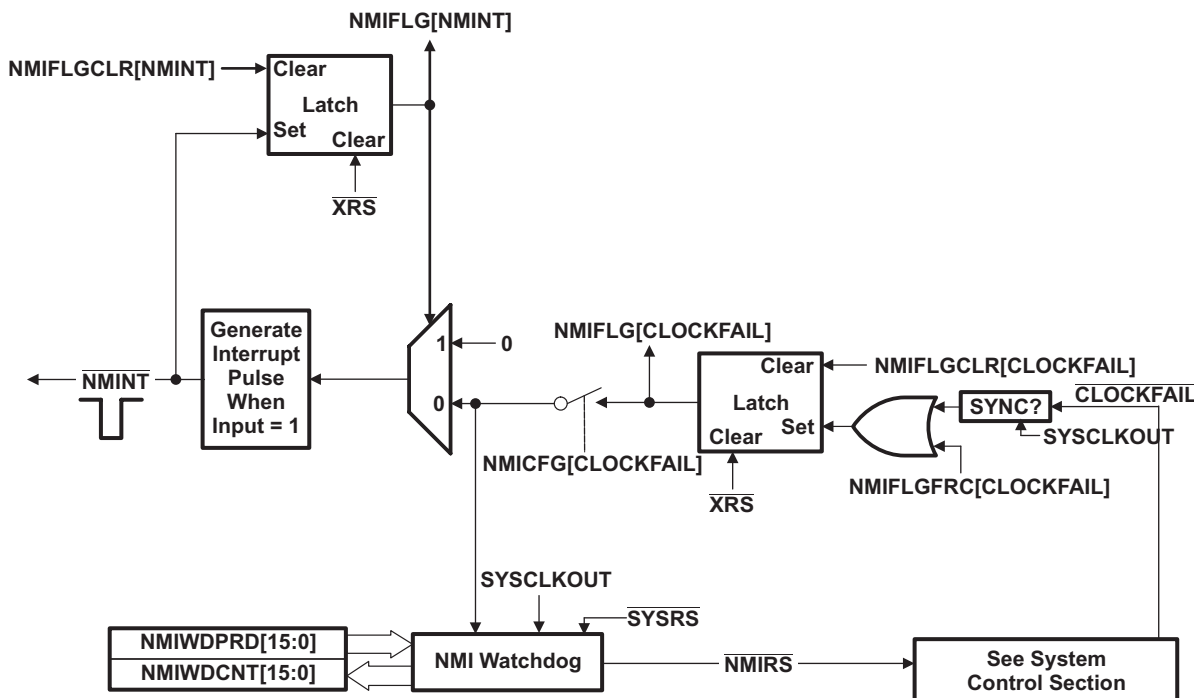 NMIFLG[NMINT]
NMIFLGCLR[NMINT]
Clear
Latch
Set
Clear
XRS
Generate
Interrupt
Pulse
When
Input = 1
NMINT
1
0
0
NMIFLG[CLOCKFAIL]
NMICFG[CLOCKFAIL]
Clear
Latch
Set
Clear
XRS
NMIFLGCLR[CLOCKFAIL]
CLOCKFAIL
SYNC?
SYSCLKOUT
NMIFLGFRC[CLOCKFAIL]
SYSCLKOUT
SYSRS
NMIWDPRD[15:0]
NMIWDCNT[15:0]
NMI Watchdog
NMIRS
See System
Control Section